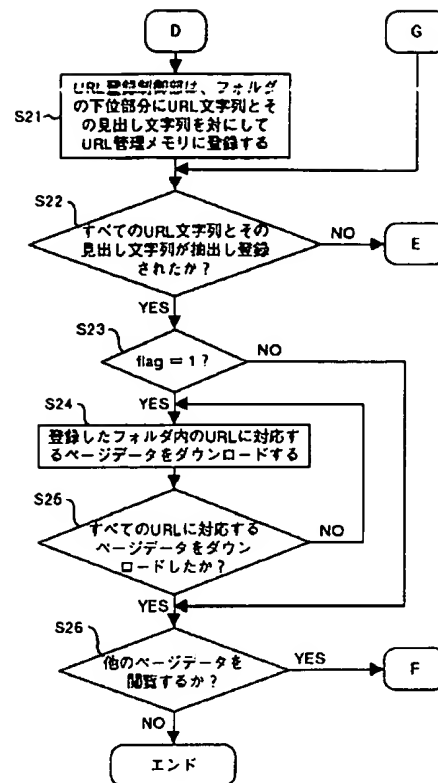 D
G
S21
URL登録制御部は、フォルダ
の下位部分にURL文字列とそ
の見出し文字列を対にして
URL管理メモリに登録する
S22
すべてのURL文字列とその
見出し文字列が抽出し登録
されたか?
NO
E
YES
S23
flag = 1?
NO
YES
S24
登録したフォルダ内のURLに対応す
るページデータをダウンロードする
S25
すべてのURLに対応する
ページデータをダウン
ロードしたか?
NO
YES
S26
他のページデータを
閲覧するか?
YES
F
NO
エンド